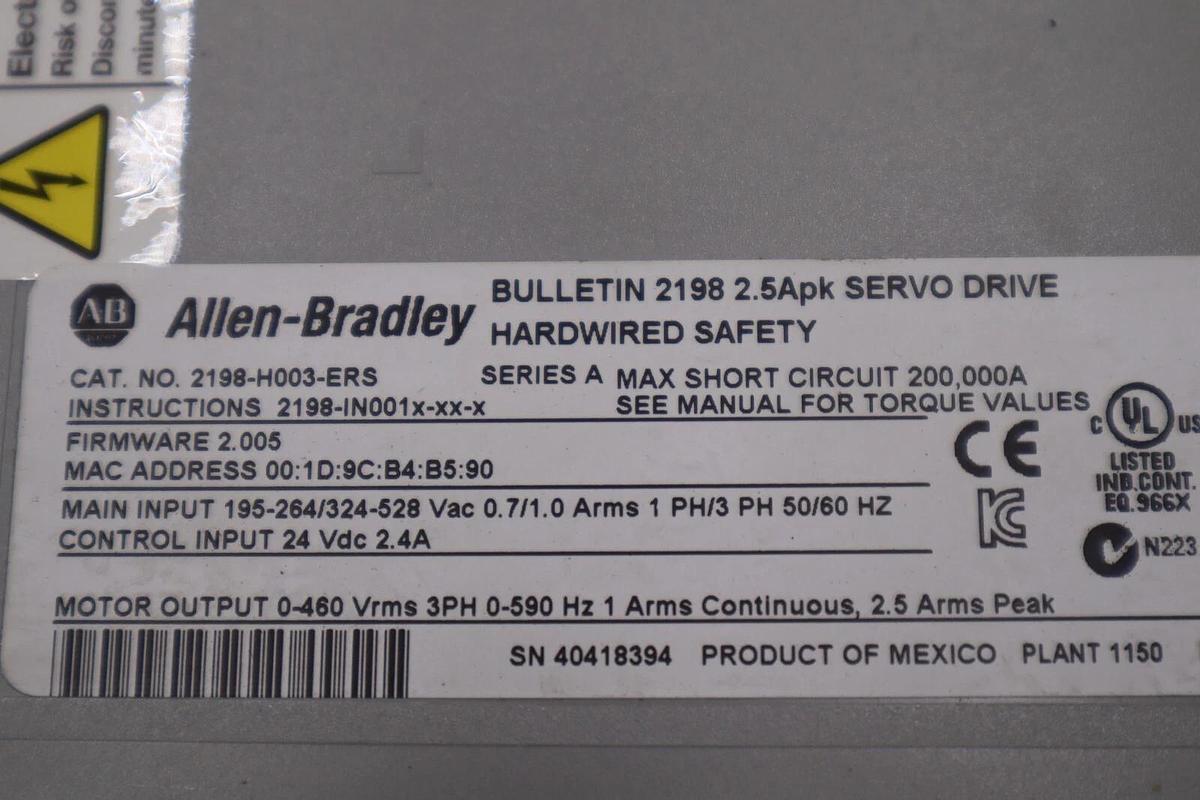 Elect
Risk o
Discon
minute
AB
Allen-Bradley
BULLETIN 2198 2.5Apk SERVO DRIVE
HARDWIRED SAFETY
CAT. NO. 2198-H003-ERS
SERIES A
MAX SHORT CIRCUIT 200,000A
INSTRUCTIONS 2198-IN001x-xx-x
SEE MANUAL FOR TORQUE VALUES
FIRMWARE 2.005
MAC ADDRESS 00:1D:9C:B4:B5:90
MAIN INPUT 195-264/324-528 Vac 0.7/1.0 Arms 1 PH/3 PH 50/60 HZ
CONTROL INPUT 24 Vdc 2.4A
MOTOR OUTPUT 0-460 Vrms 3PH 0-590 Hz 1 Arms Continuous, 2.5 Arms Peak
SN 40418394 PRODUCT OF MEXICO PLANT 1150
CE
KC
C UL US
LISTED
IND.CONT.
EQ.966X
N223